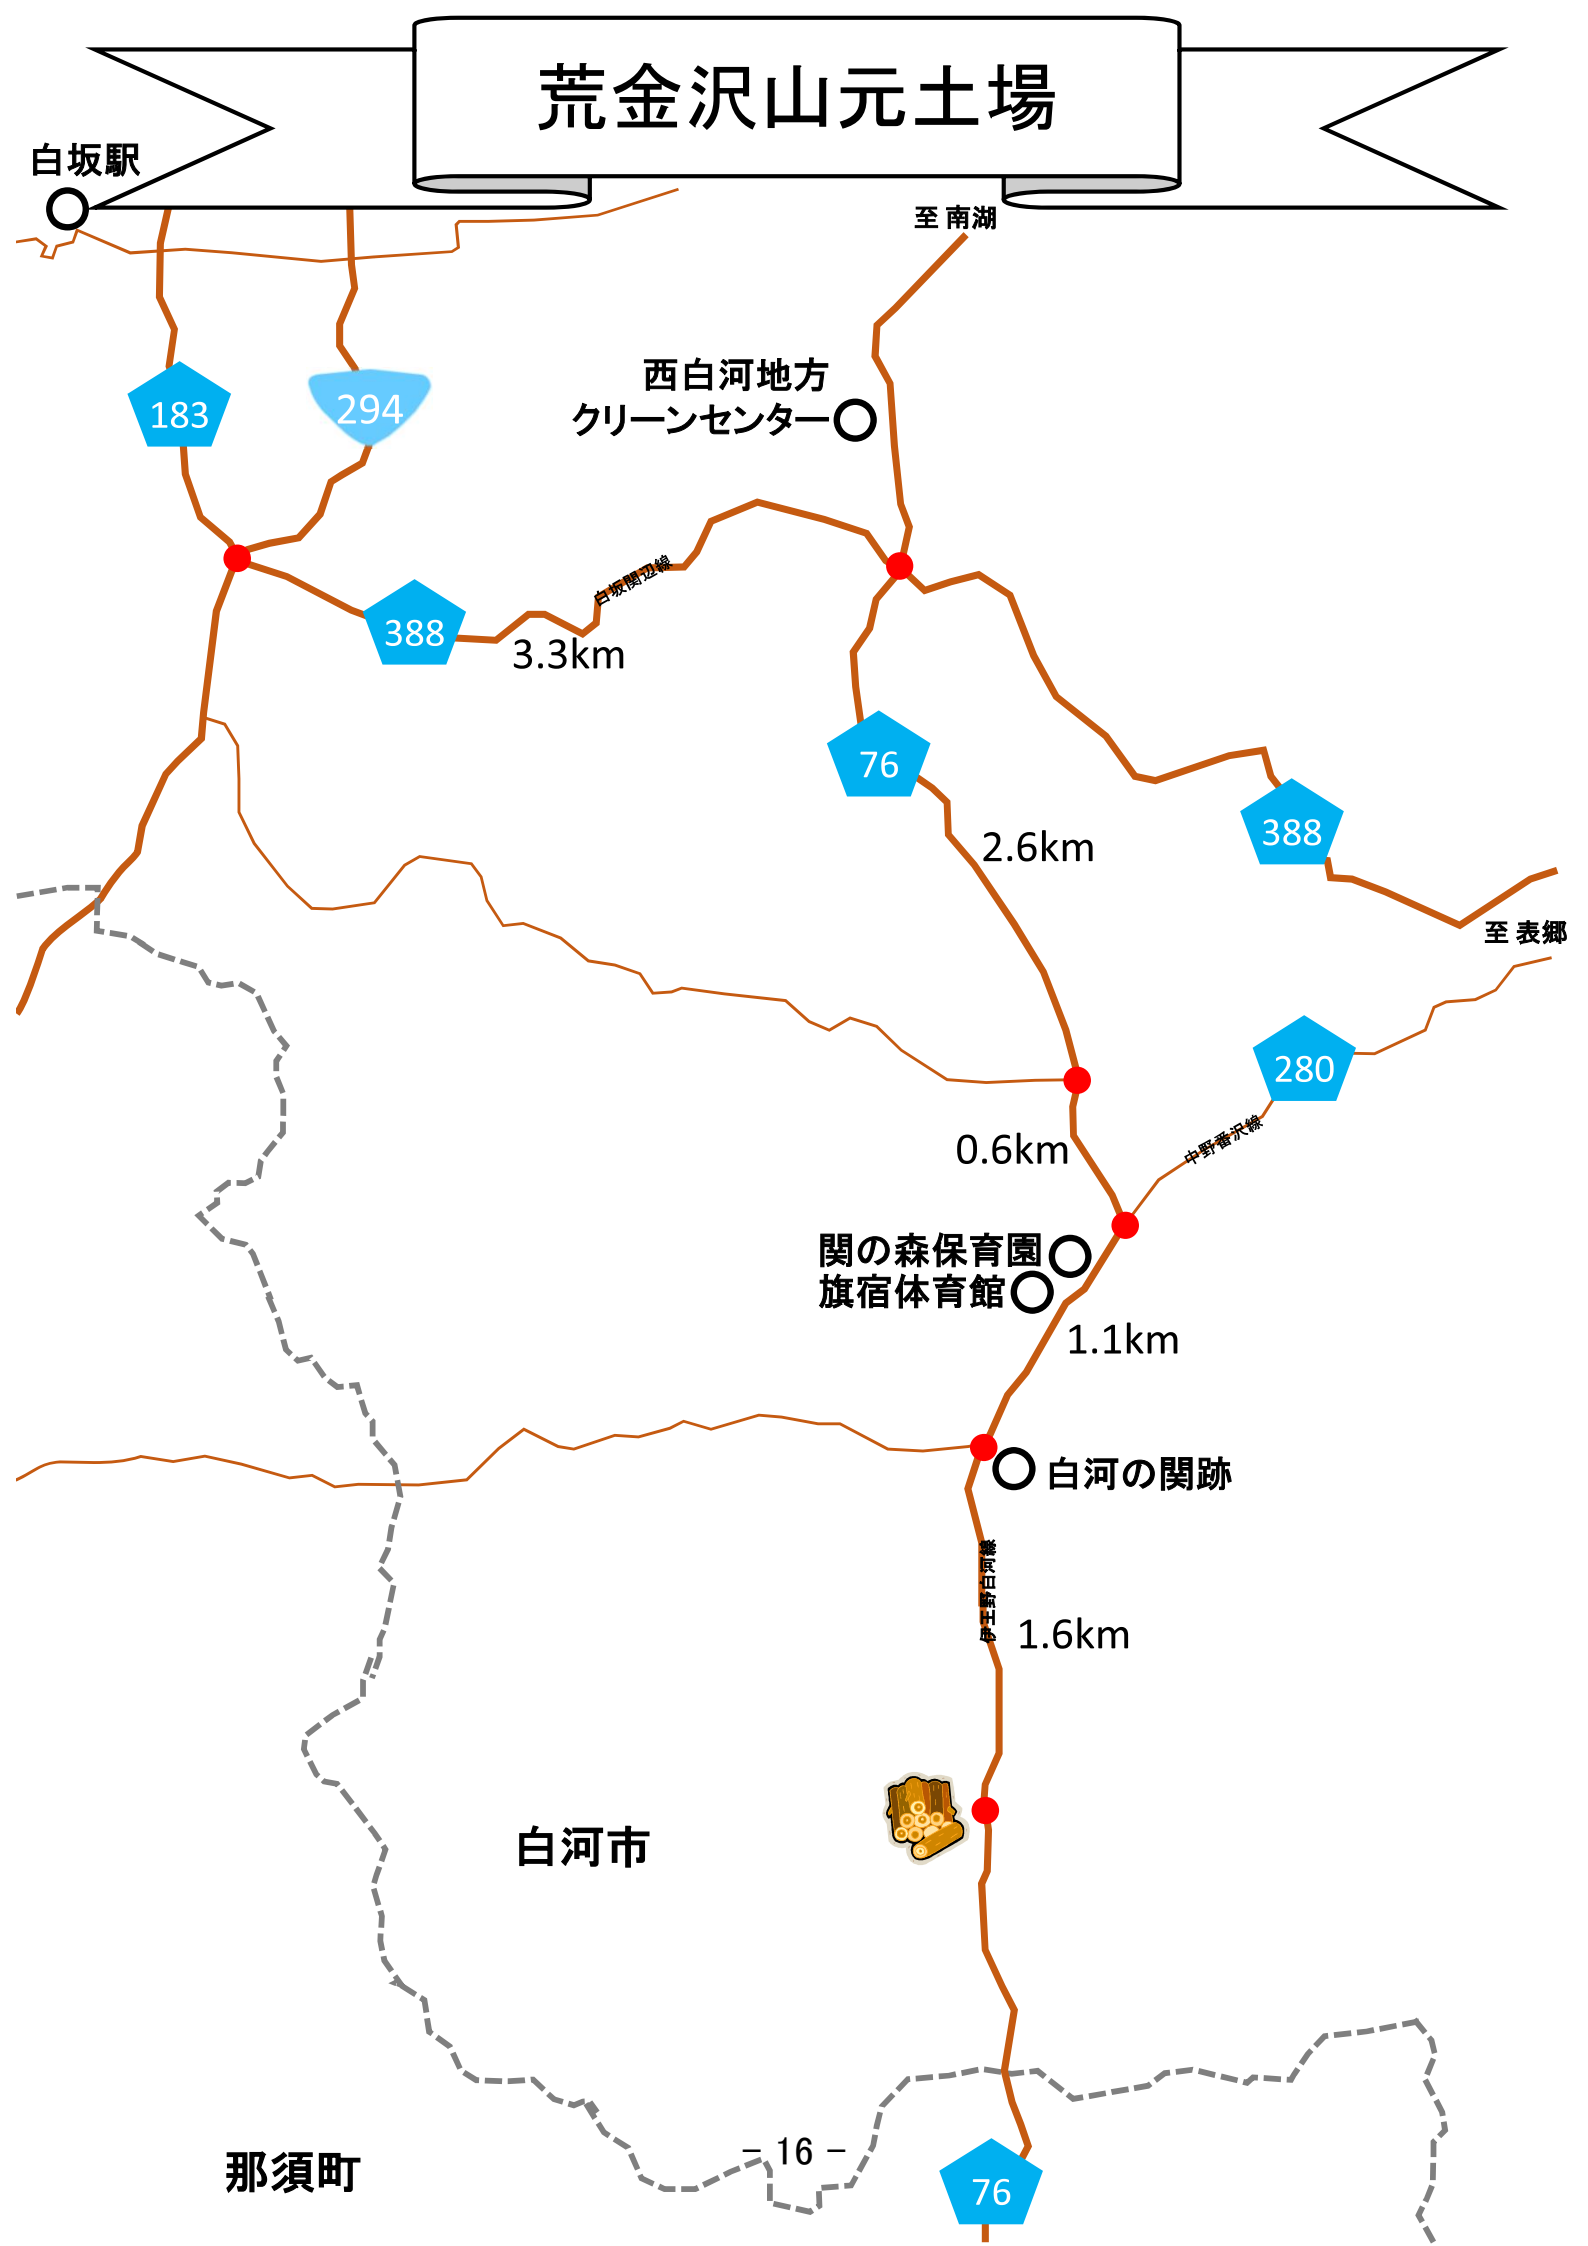 荒金沢山元土場
白坂駅
至 南湖
西白河地方
クリーンセンター
183
294
白坂関辺線
388
3.3km
76
2.6km
388
至 表郷
280
中野番沢線
0.6km
関の森保育園
旗宿体育館
1.1km
白河の関跡
伊王野白河線
1.6km
白河市
- 16 -
那須町
76